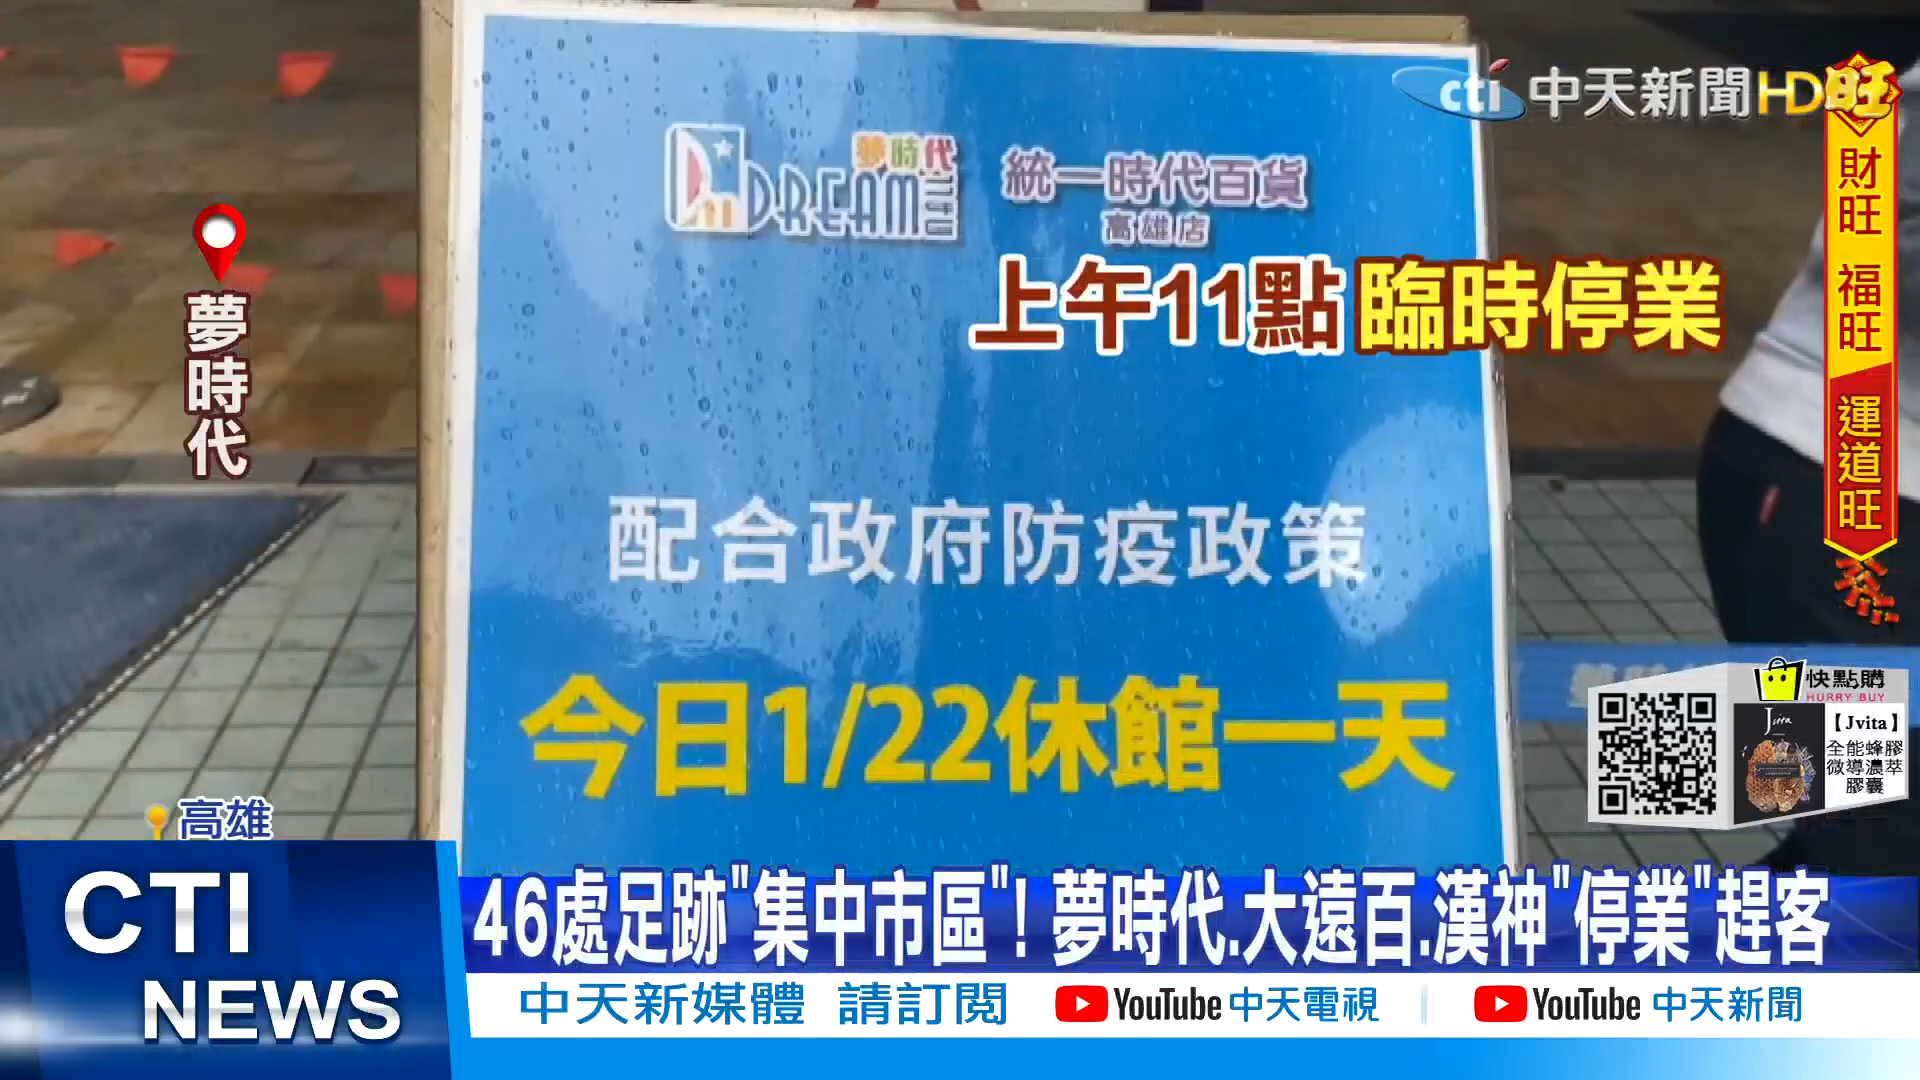 cti 中天新聞HD
旺
財旺 福旺 運道旺
夢時代
DREAM
統一時代百貨
高雄店
上午11點 臨時停業
夢時代
配合政府防疫政策
今日1/22休館一天
快點購
HURRY BUY
Jvita
【Jvita】
全能蜂膠
微導濃萃
膠囊
高雄
CTI
NEWS
46處足跡"集中市區"! 夢時代.大遠百.漢神"停業"趕客
中天新媒體 請訂閱 YouTube 中天電視 | YouTube 中天新聞